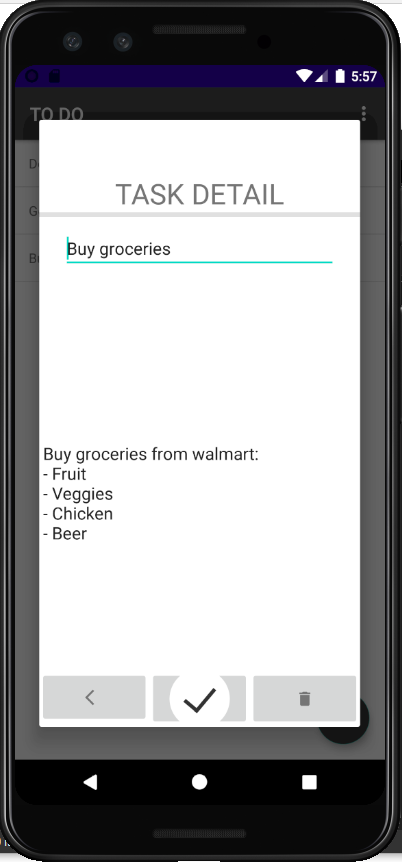 5:57
TO DO
D
G
B
TASK DETAIL
Buy groceries
Buy groceries from walmart:
- Fruit
- Veggies
- Chicken
- Beer